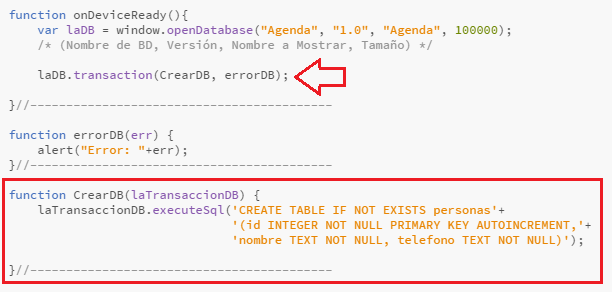 function onDeviceReady(){
var laDB = window.openDatabase("Agenda", "1.0", "Agenda", 100000);
/* (Nombre de BD, Versión, Nombre a Mostrar, Tamaño) */
laDB.transaction(CrearDB, errorDB);
}//------------------------------------------
function errorDB(err) {
alert("Error: "+err);
}//------------------------------------------
function CrearDB(laTransaccionDB) {
laTransaccionDB.executeSql('CREATE TABLE IF NOT EXISTS personas'+
'(id INTEGER NOT NULL PRIMARY KEY AUTOINCREMENT,'+
'nombre TEXT NOT NULL, telefono TEXT NOT NULL)');
}//------------------------------------------